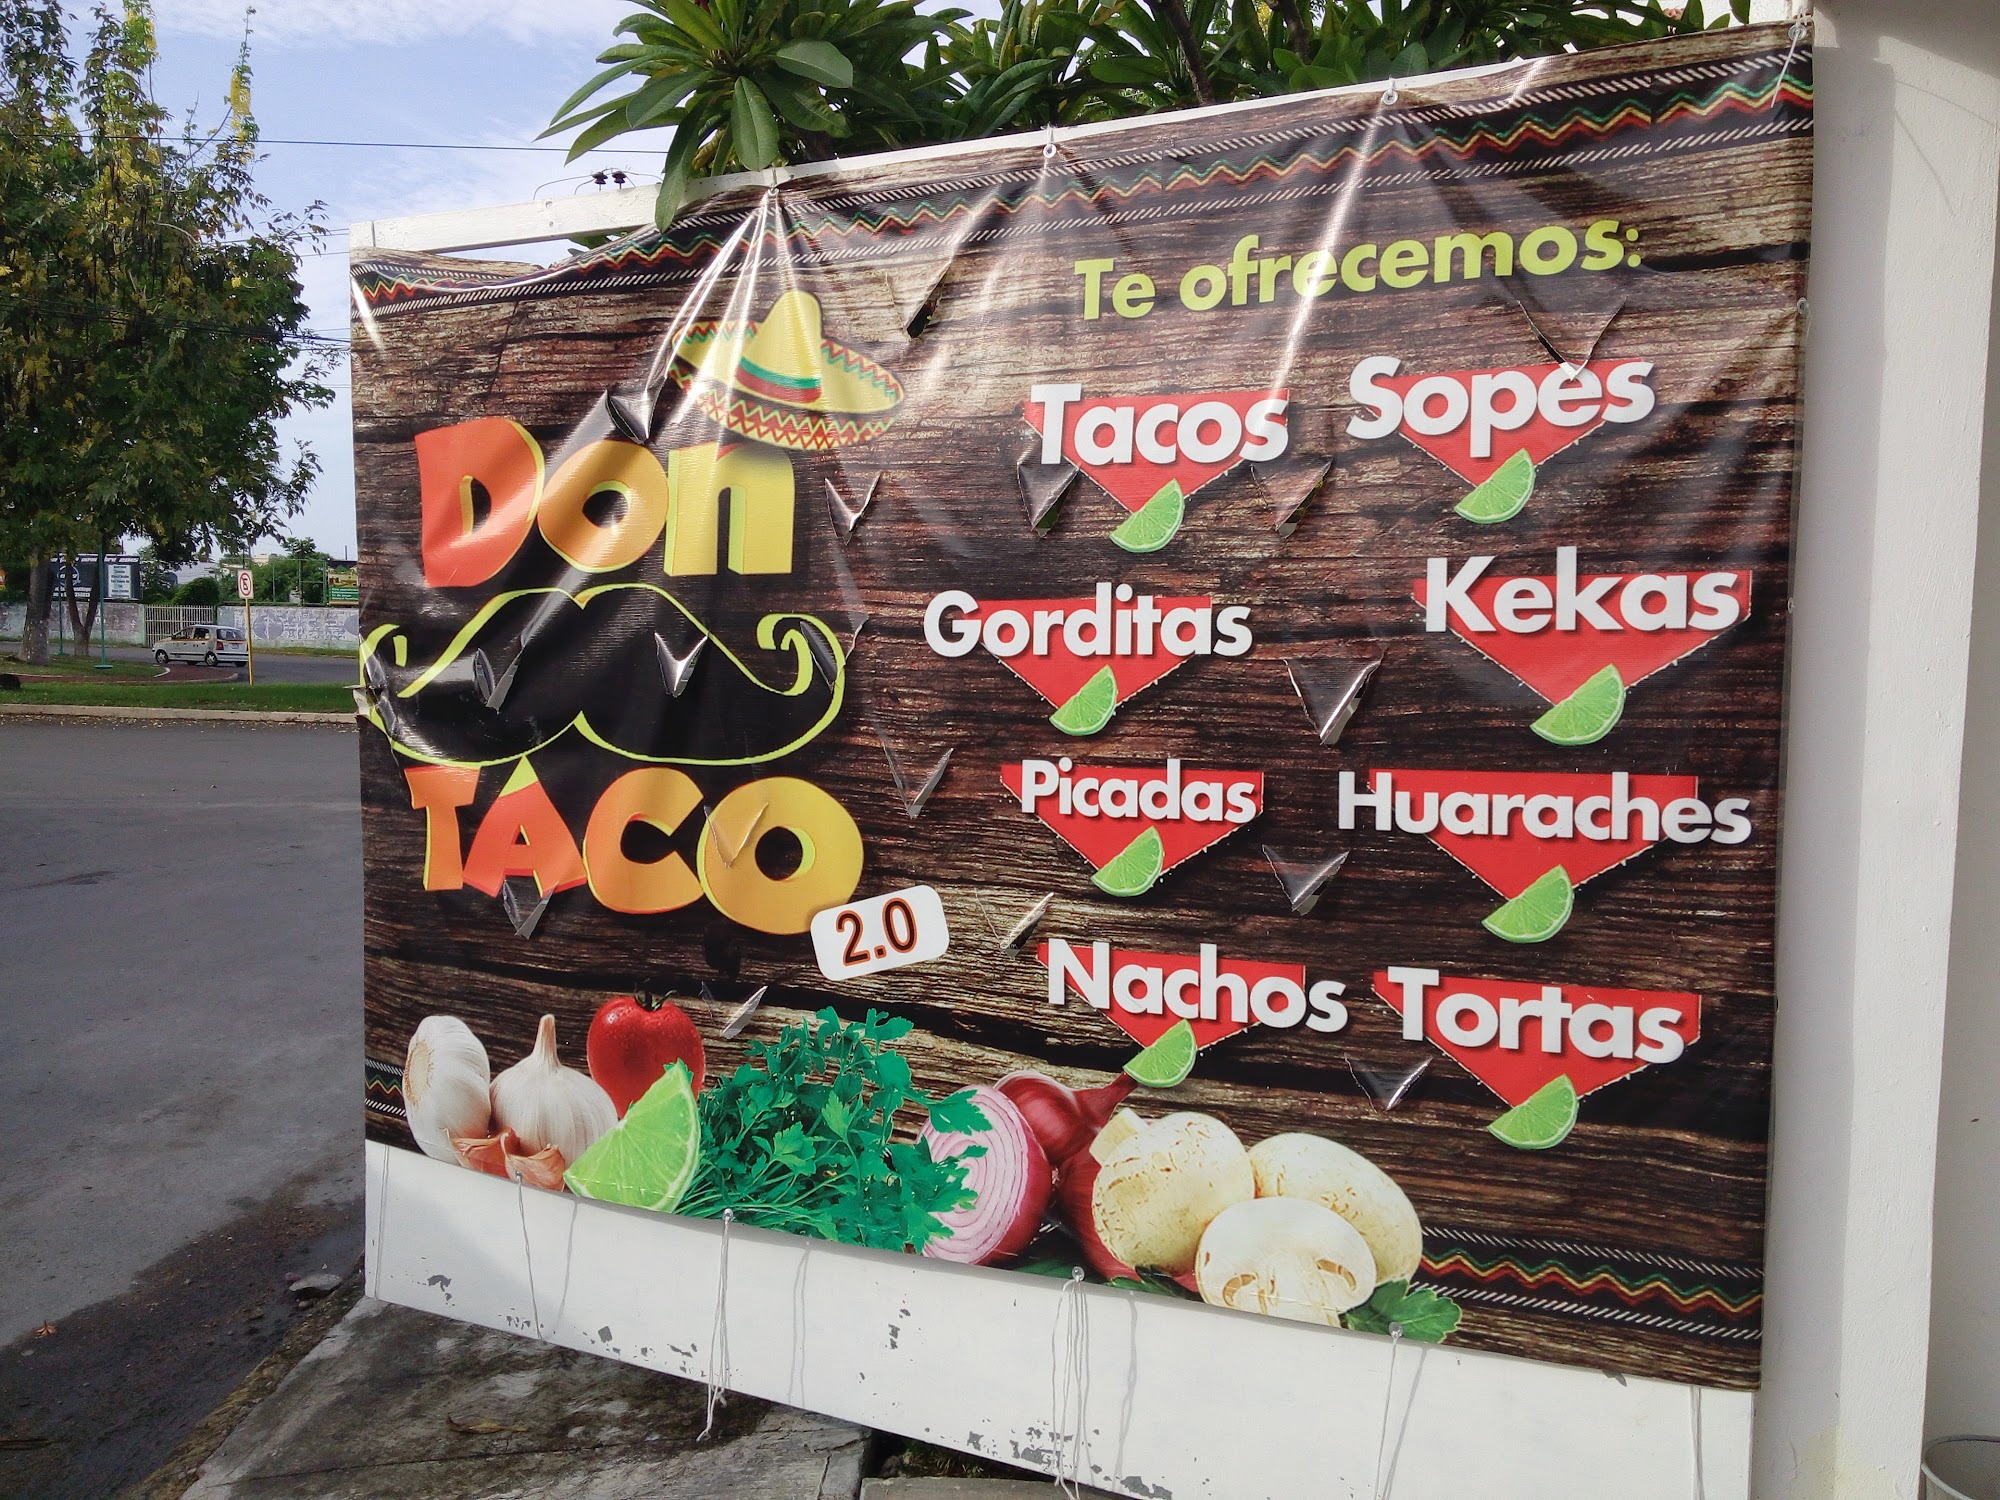 Don
TACO
2.0
Te ofrecemos:
Tacos
Sopes
Gorditas
Kekas
Picadas
Huaraches
Nachos
Tortas